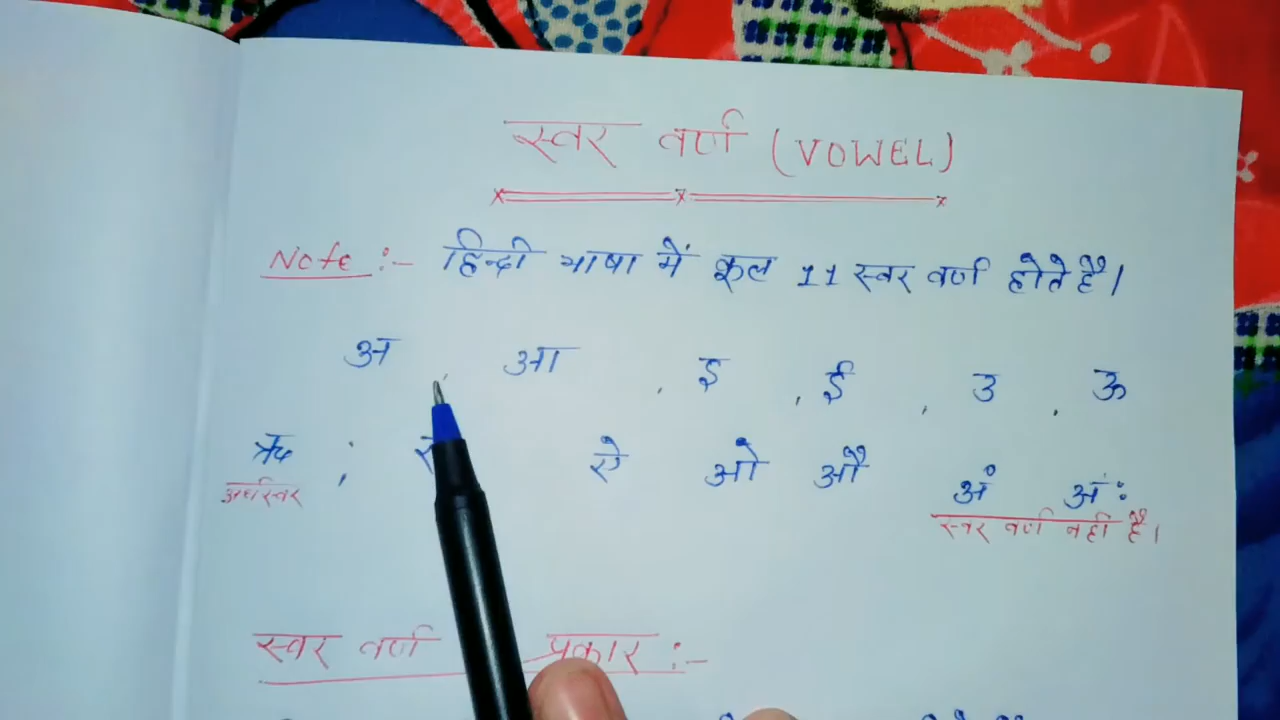 स्वर वर्ण (VOWEL)
Note :- हिन्दी भाषा में कुल 11 स्वर वर्ण होते है।
अ , आ , इ , ई , उ , ऊ
ऋ ; ऐ ओ औ अं अः
अर्धस्वर स्वर वर्ण नहीं है।
स्वर वर्ण प्रकार :-